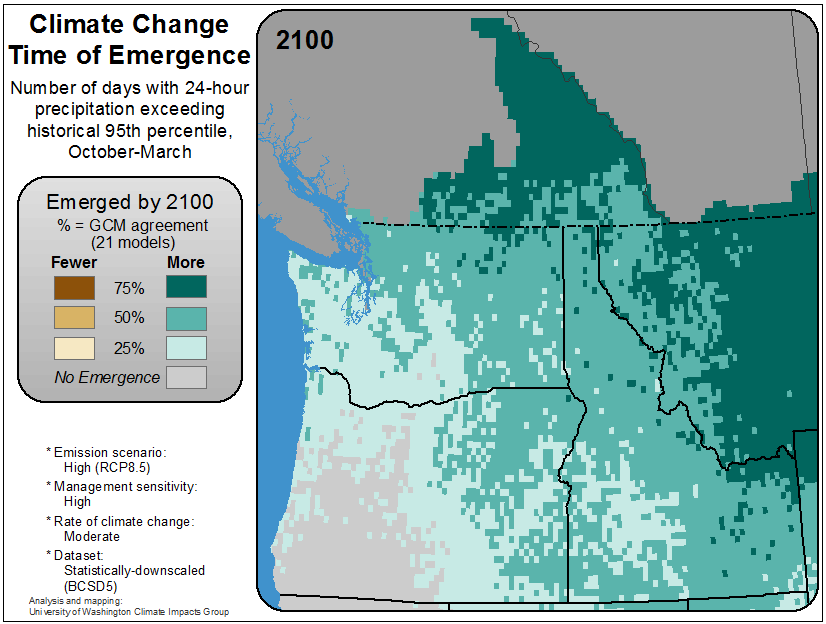 Climate Change
Time of Emergence
Number of days with 24-hour
precipitation exceeding
historical 95th percentile,
October-March
2100
Emerged by 2100
% = GCM agreement
(21 models)
Fewer More
75%
50%
25%
No Emergence
* Emission scenario:
High (RCP8.5)
* Management sensitivity:
High
* Rate of climate change:
Moderate
* Dataset:
Statistically-downscaled
(BCSD5)
Analysis and mapping:
University of Washington Climate Impacts Group